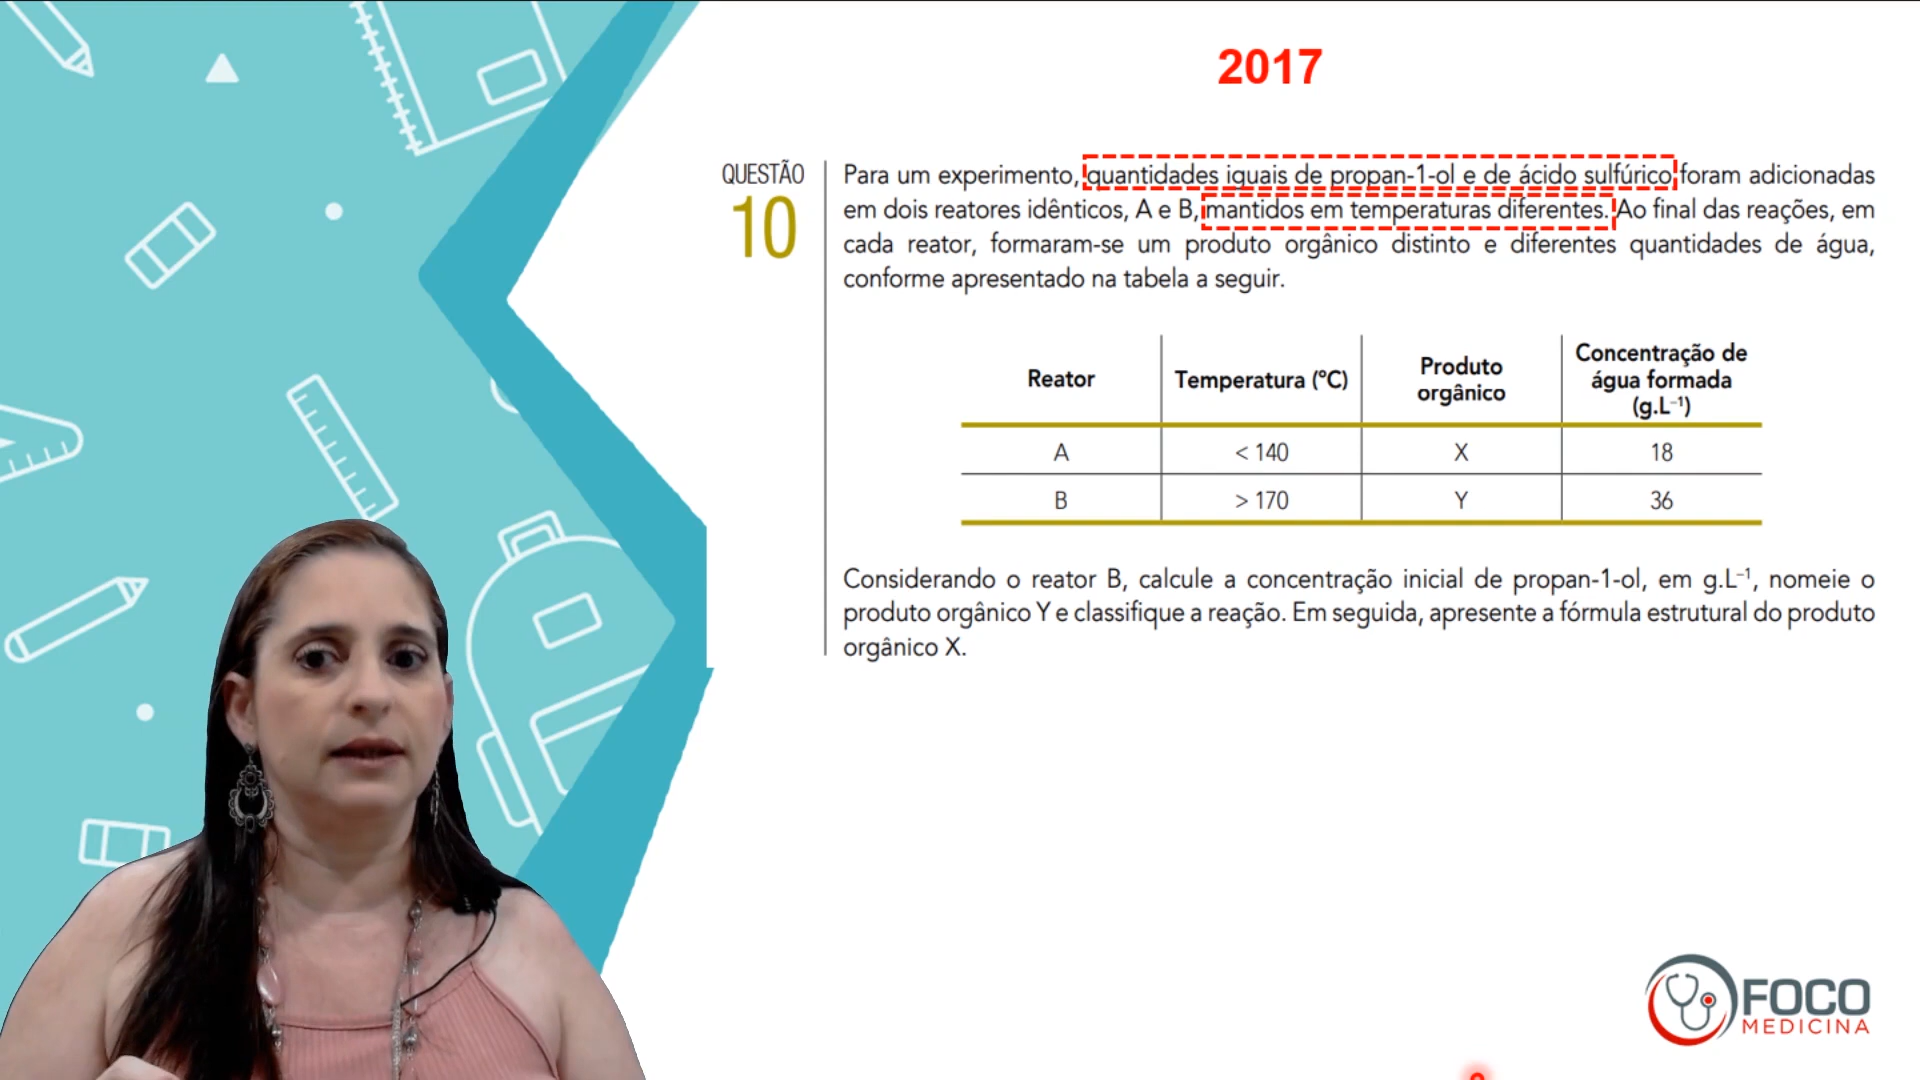 2017
QUESTÃO
10
Para um experimento, quantidades iguais de propan-1-ol e de ácido sulfúrico foram adicionadas
em dois reatores idênticos, A e B, mantidos em temperaturas diferentes. Ao final das reações, em
cada reator, formaram-se um produto orgânico distinto e diferentes quantidades de água,
conforme apresentado na tabela a seguir.
Reator Temperatura (ºC) Produto orgânico Concentração de água formada (g.L⁻¹)
A < 140 X 18
B > 170 Y 36
Considerando o reator B, calcule a concentração inicial de propan-1-ol, em g.L⁻¹, nomeie o
produto orgânico Y e classifique a reação. Em seguida, apresente a fórmula estrutural do produto
orgânico X.
FOCO
MEDICINA